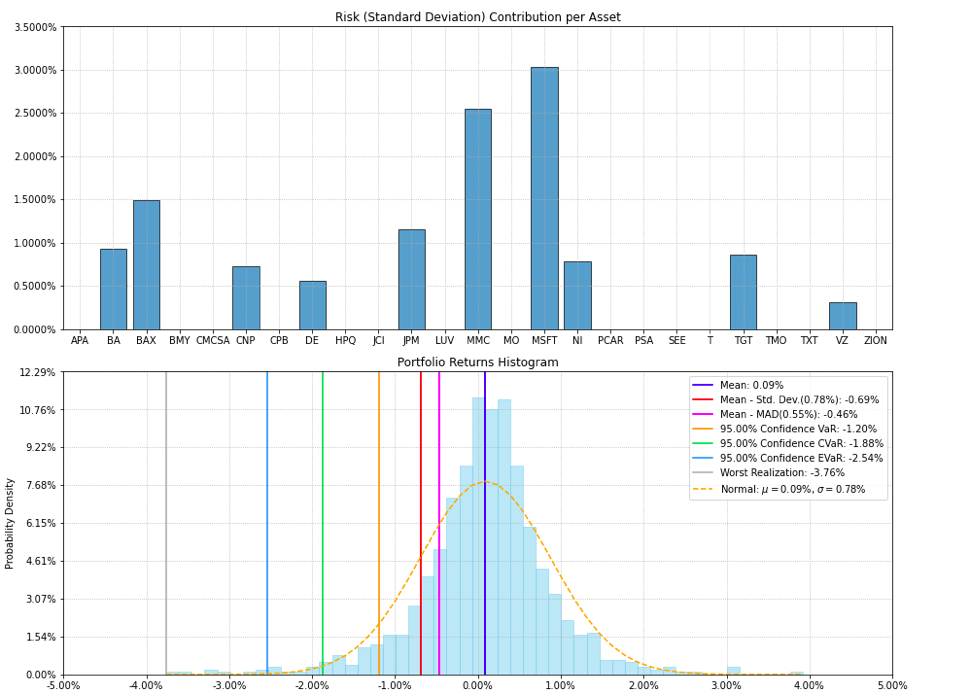 Risk (Standard Deviation) Contribution per Asset
3.5000%
3.0000%
2.5000%
2.0000%
1.5000%
1.0000%
0.5000%
0.0000%
APA BA BAX BMY CMCSA CNP CPB DE HPQ JCI JPM LUV MMC MO MSFT NI PCAR PSA SEE T TGT TMO TXT VZ ZION
Portfolio Returns Histogram
12.29%
10.76%
9.22%
7.68%
6.15%
4.61%
3.07%
1.54%
0.00%
Probability Density
Mean: 0.09%
Mean - Std. Dev.(0.78%): -0.69%
Mean - MAD(0.55%): -0.46%
95.00% Confidence VaR: -1.20%
95.00% Confidence CVaR: -1.88%
95.00% Confidence EVaR: -2.54%
Worst Realization: -3.76%
Normal: μ = 0.09%, σ = 0.78%
-5.00% -4.00% -3.00% -2.00% -1.00% 0.00% 1.00% 2.00% 3.00% 4.00% 5.00%